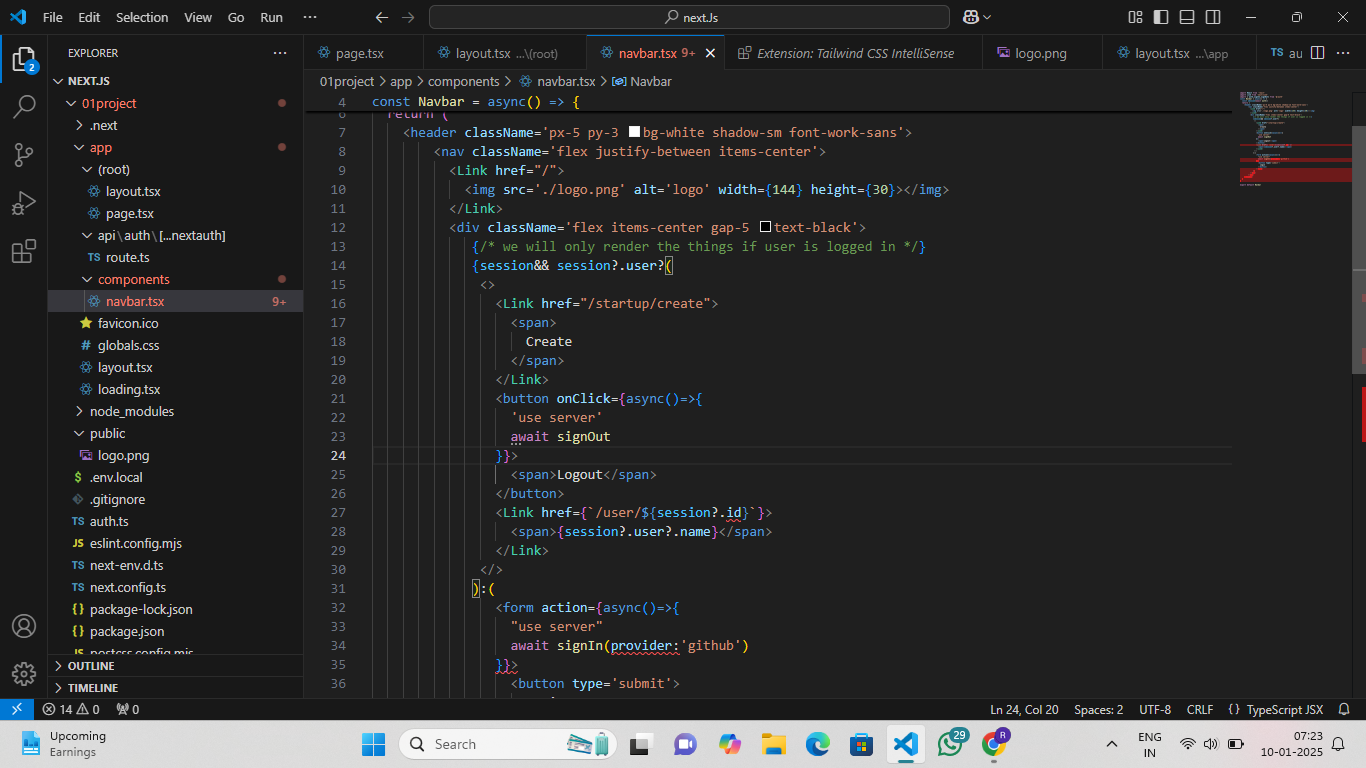 File Edit Selection View Go Run ··· next.Js
EXPLORER ···
NEXT.JS
01project
.next
app
(root)
layout.tsx
page.tsx
api\auth\[...nextauth]
TS route.ts
components
navbar.tsx 9+
favicon.ico
# globals.css
layout.tsx
loading.tsx
node_modules
public
logo.png
$ .env.local
.gitignore
TS auth.ts
JS eslint.config.mjs
TS next-env.d.ts
TS next.config.ts
{} package-lock.json
{} package.json
JS postcss.config.mjs
OUTLINE
TIMELINE
2
page.tsx layout.tsx ...\(root) navbar.tsx 9+ Extension: Tailwind CSS IntelliSense logo.png layout.tsx ...\app TS au ···
01project > app > components > navbar.tsx > Navbar
4 const Navbar = async() => {
6 return (
7 <header className='px-5 py-3 bg-white shadow-sm font-work-sans'>
8 <nav className='flex justify-between items-center'>
9 <Link href="/">
10 <img src='./logo.png' alt='logo' width={144} height={30}></img>
11 </Link>
12 <div className='flex items-center gap-5 text-black'>
13 {/* we will only render the things if user is logged in */}
14 {session&& session?.user?(
15 <>
16 <Link href="/startup/create">
17 <span>
18 Create
19 </span>
20 </Link>
21 <button onClick={async()=>{
22 'use server'
23 await signOut
24 }}>
25 <span>Logout</span>
26 </button>
27 <Link href={`/user/${session?.id}`}>
28 <span>{session?.user?.name}</span>
29 </Link>
30 </>
31 ):(
32 <form action={async()=>{
33 "use server"
34 await signIn(provider:'github')
35 }}>
36 <button type='submit'>
14 0 0 Ln 24, Col 20 Spaces: 2 UTF-8 CRLF {} TypeScript JSX
Upcoming
Earnings
Search
29
R
ENG
IN
07:23
10-01-2025